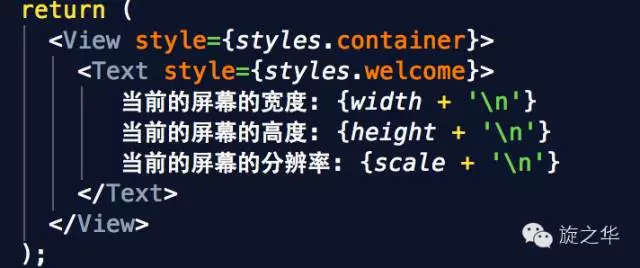 return (
<View style={styles.container}>
<Text style={styles.welcome}>
当前的屏幕的宽度: {width + '\n'}
当前的屏幕的高度: {height + '\n'}
当前的屏幕的分辨率: {scale + '\n'}
</Text>
</View>
);
旋之华